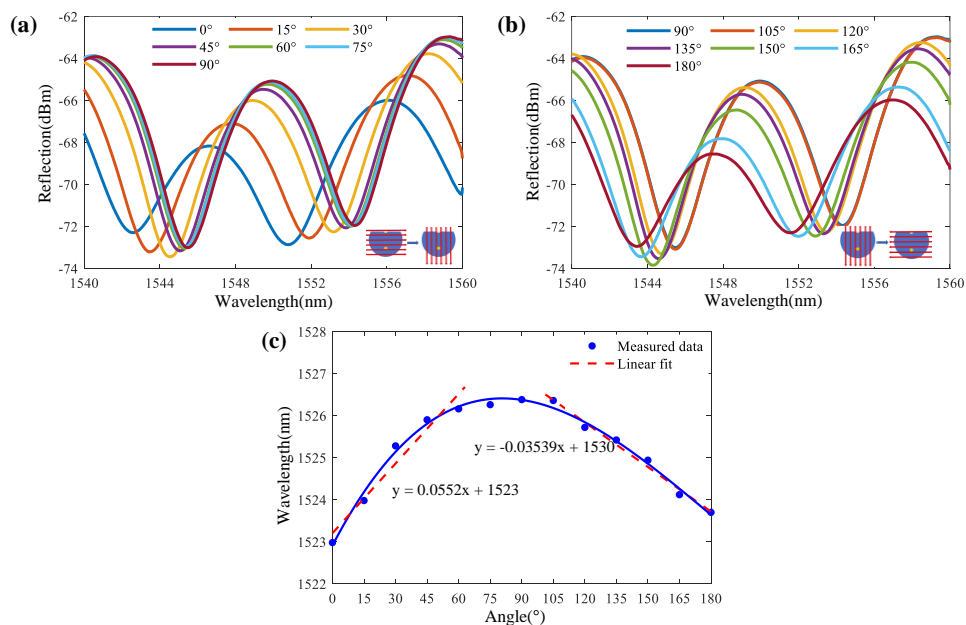 (a)
-62
-64
-66
-68
-70
-72
-74
Reflection(dBm)
0° 15° 30°
45° 60° 75°
90°
1540 1544 1548 1552 1556 1560
Wavelength(nm)
(b)
-62
-64
-66
-68
-70
-72
-74
Reflection(dBm)
90° 105° 120°
135° 150° 165°
180°
1540 1544 1548 1552 1556 1560
Wavelength(nm)
(c)
1528
1527
1526
1525
1524
1523
1522
Wavelength(nm)
Measured data
Linear fit
y = -0.03539x + 1530
y = 0.0552x + 1523
0 15 30 45 60 75 90 105 120 135 150 165 180
Angle(°)